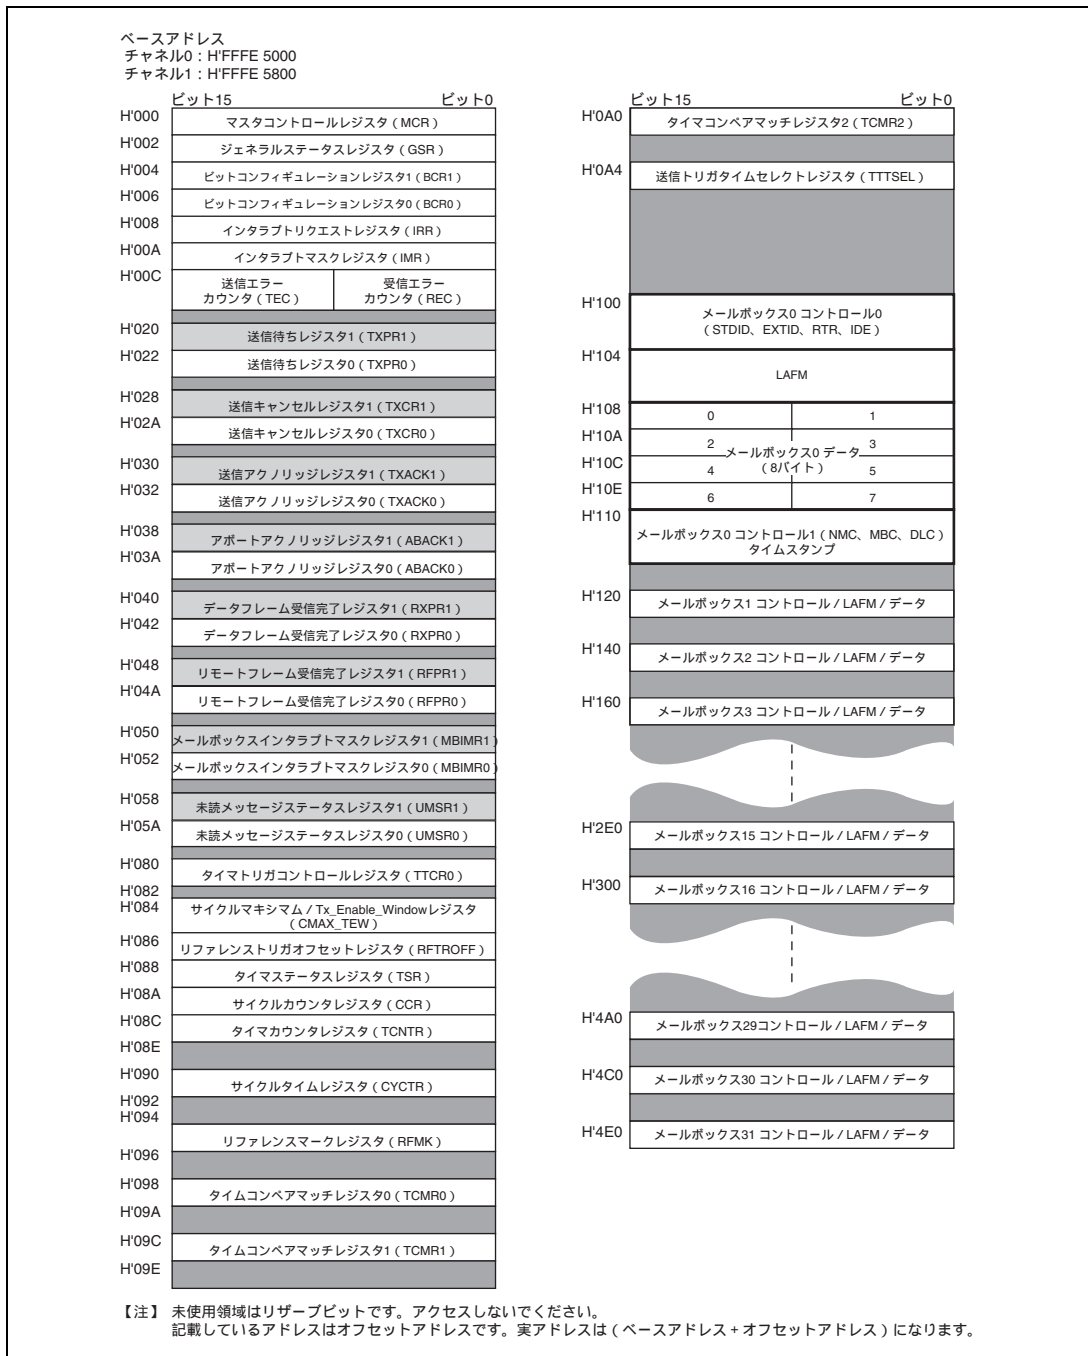 ベースアドレス
チャネル0：H'FFFE 5000
チャネル1：H'FFFE 5800
ビット15 ビット0
H'000 マスタコントロールレジスタ（MCR）
H'002 ジェネラルステータスレジスタ（GSR）
H'004 ビットコンフィギュレーションレジスタ1（BCR1）
H'006 ビットコンフィギュレーションレジスタ0（BCR0）
H'008 インタラプトリクエストレジスタ（IRR）
H'00A インタラプトマスクレジスタ（IMR）
H'00C 送信エラー 受信エラー
カウンタ（TEC） カウンタ（REC）
H'020 送信待ちレジスタ1（TXPR1）
H'022 送信待ちレジスタ0（TXPR0）
H'028 送信キャンセルレジスタ1（TXCR1）
H'02A 送信キャンセルレジスタ0（TXCR0）
H'030 送信アクノリッジレジスタ1（TXACK1）
H'032 送信アクノリッジレジスタ0（TXACK0）
H'038 アボートアクノリッジレジスタ1（ABACK1）
H'03A アボートアクノリッジレジスタ0（ABACK0）
H'040 データフレーム受信完了レジスタ1（RXPR1）
H'042 データフレーム受信完了レジスタ0（RXPR0）
H'048 リモートフレーム受信完了レジスタ1（RFPR1）
H'04A リモートフレーム受信完了レジスタ0（RFPR0）
H'050 メールボックスインタラプトマスクレジスタ1（MBIMR1）
H'052 メールボックスインタラプトマスクレジスタ0（MBIMR0）
H'058 未読メッセージステータスレジスタ1（UMSR1）
H'05A 未読メッセージステータスレジスタ0（UMSR0）
H'080 タイマトリガコントロールレジスタ（TTCR0）
H'082
H'084 サイクルマキシマム / Tx_Enable_Windowレジスタ
（CMAX_TEW）
H'086 リファレンストリガオフセットレジスタ（RFTROFF）
H'088 タイマステータスレジスタ（TSR）
H'08A サイクルカウンタレジスタ（CCR）
H'08C タイマカウンタレジスタ（TCNTR）
H'08E
H'090 サイクルタイムレジスタ（CYCTR）
H'092
H'094
リファレンスマークレジスタ（RFMK）
H'096
H'098 タイムコンペアマッチレジスタ0（TCMR0）
H'09A
H'09C タイムコンペアマッチレジスタ1（TCMR1）
H'09E
ビット15 ビット0
H'0A0 タイマコンペアマッチレジスタ2（TCMR2）
H'0A4 送信トリガタイムセレクトレジスタ（TTTSEL）
H'100 メールボックス0 コントロール0
（STDID、EXTID、RTR、IDE）
H'104 LAFM
H'108 0 1
H'10A 2 3
メールボックス0 データ
（8バイト）
H'10C 4 5
H'10E 6 7
H'110 メールボックス0 コントロール1（NMC、MBC、DLC）
タイムスタンプ
H'120 メールボックス1 コントロール / LAFM / データ
H'140 メールボックス2 コントロール / LAFM / データ
H'160 メールボックス3 コントロール / LAFM / データ
H'2E0 メールボックス15 コントロール / LAFM / データ
H'300 メールボックス16 コントロール / LAFM / データ
H'4A0 メールボックス29コントロール / LAFM / データ
H'4C0 メールボックス30 コントロール / LAFM / データ
H'4E0 メールボックス31 コントロール / LAFM / データ
【注】 未使用領域はリザーブビットです。アクセスしないでください。
記載しているアドレスはオフセットアドレスです。実アドレスは（ベースアドレス＋オフセットアドレス）になります。